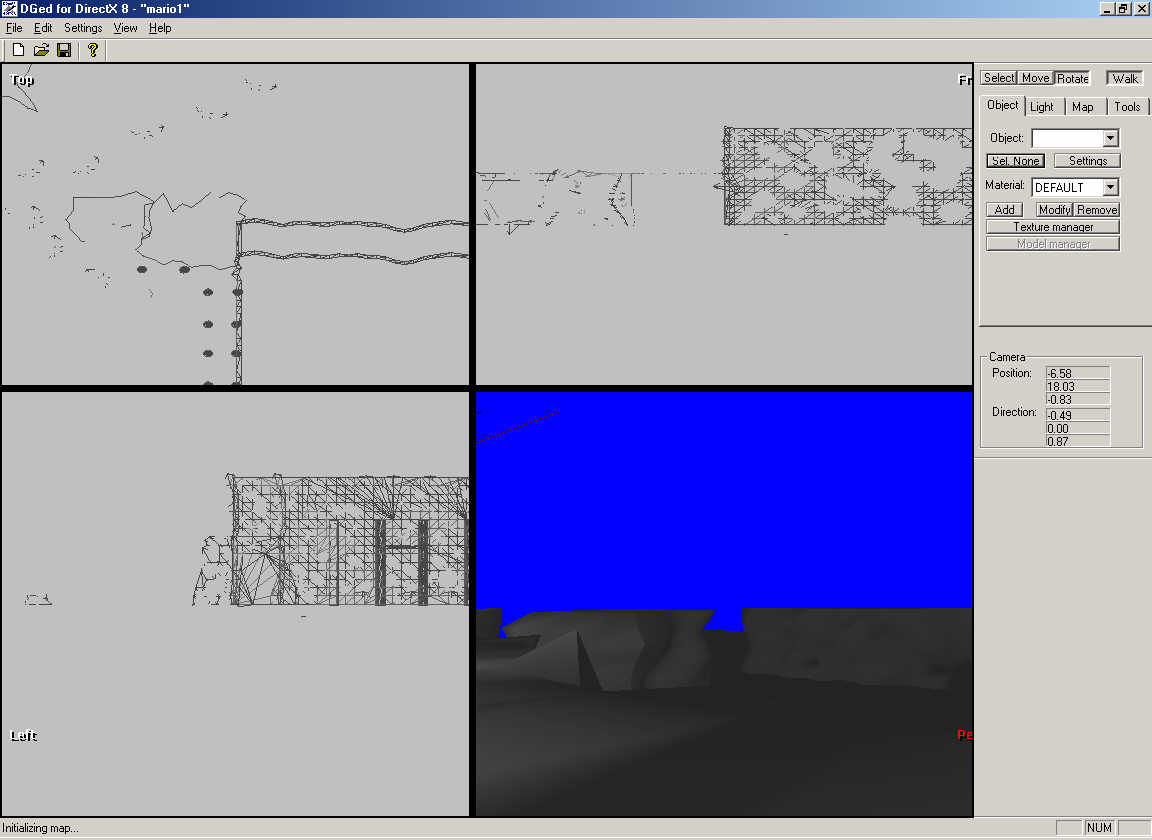 DGed for DirectX 8 - "mario1"
File Edit Settings View Help
Top
Fr
Select Move Rotate Walk
Object Light Map Tools
Object:
Sel. None Settings
Material: DEFAULT
Add Modify Remove
Texture manager
Model manager
Camera
Position: -6.58
18.03
-0.83
Direction: -0.49
0.00
0.87
Left
Pe
Initializing map...
NUM